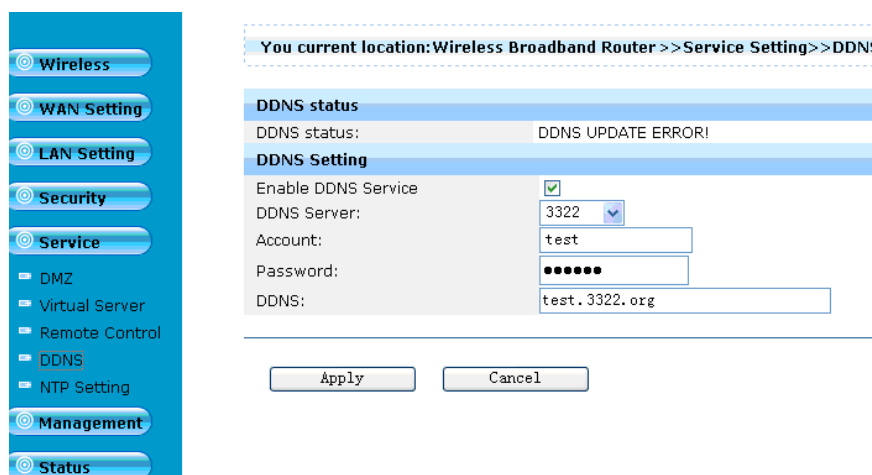 You current location:Wireless Broadband Router >>Service Setting>>DDNS
Wireless
WAN Setting
LAN Setting
Security
Service
DMZ
Virtual Server
Remote Control
DDNS
NTP Setting
Management
Status
DDNS status
DDNS status: DDNS UPDATE ERROR!
DDNS Setting
Enable DDNS Service
DDNS Server: 3322
Account: test
Password: ●●●●●●
DDNS: test.3322.org
Apply Cancel